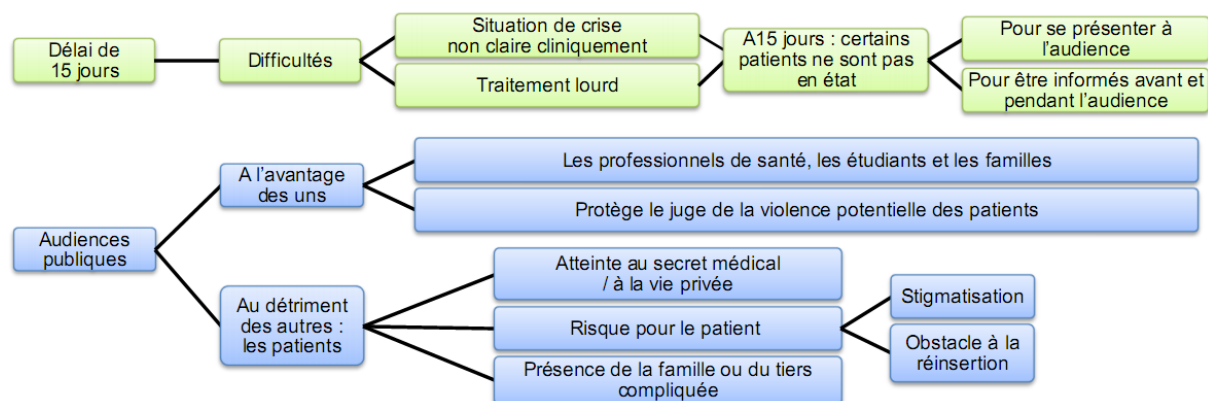 Délai de
15 jours
Difficultés
Situation de crise
non claire cliniquement
Traitement lourd
A15 jours : certains
patients ne sont pas
en état
Pour se présenter à
l’audience
Pour être informés avant et
pendant l’audience
Audiences
publiques
A l’avantage
des uns
Les professionnels de santé, les étudiants et les familles
Protège le juge de la violence potentielle des patients
Au détriment
des autres :
les patients
Atteinte au secret médical
/ à la vie privée
Risque pour le patient
Stigmatisation
Obstacle à la
réinsertion
Présence de la famille ou du tiers
compliquée